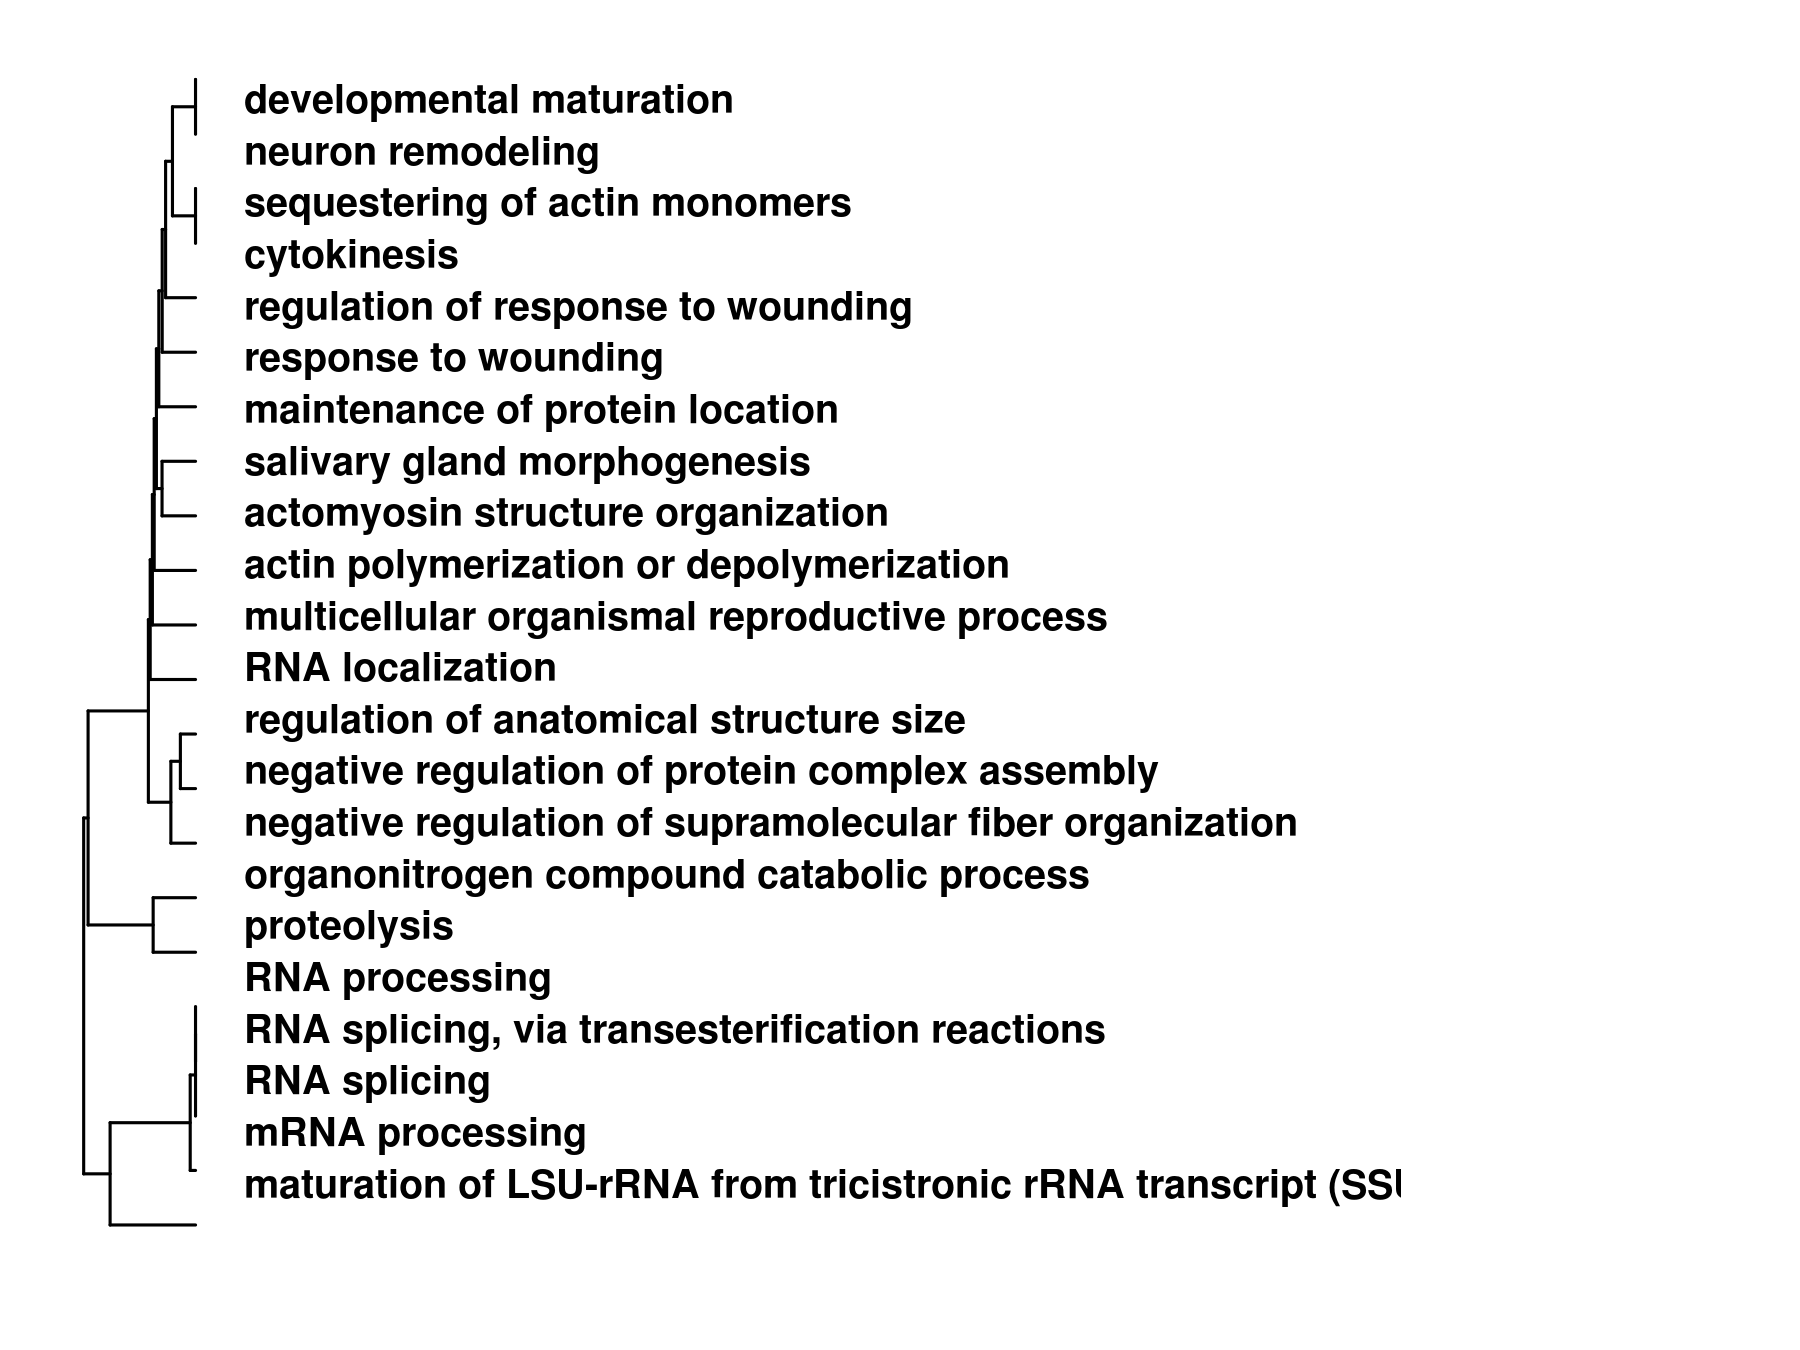 developmental maturation
neuron remodeling
sequestering of actin monomers
cytokinesis
regulation of response to wounding
response to wounding
maintenance of protein location
salivary gland morphogenesis
actomyosin structure organization
actin polymerization or depolymerization
multicellular organismal reproductive process
RNA localization
regulation of anatomical structure size
negative regulation of protein complex assembly
negative regulation of supramolecular fiber organization
organonitrogen compound catabolic process
proteolysis
RNA processing
RNA splicing, via transesterification reactions
RNA splicing
mRNA processing
maturation of LSU-rRNA from tricistronic rRNA transcript